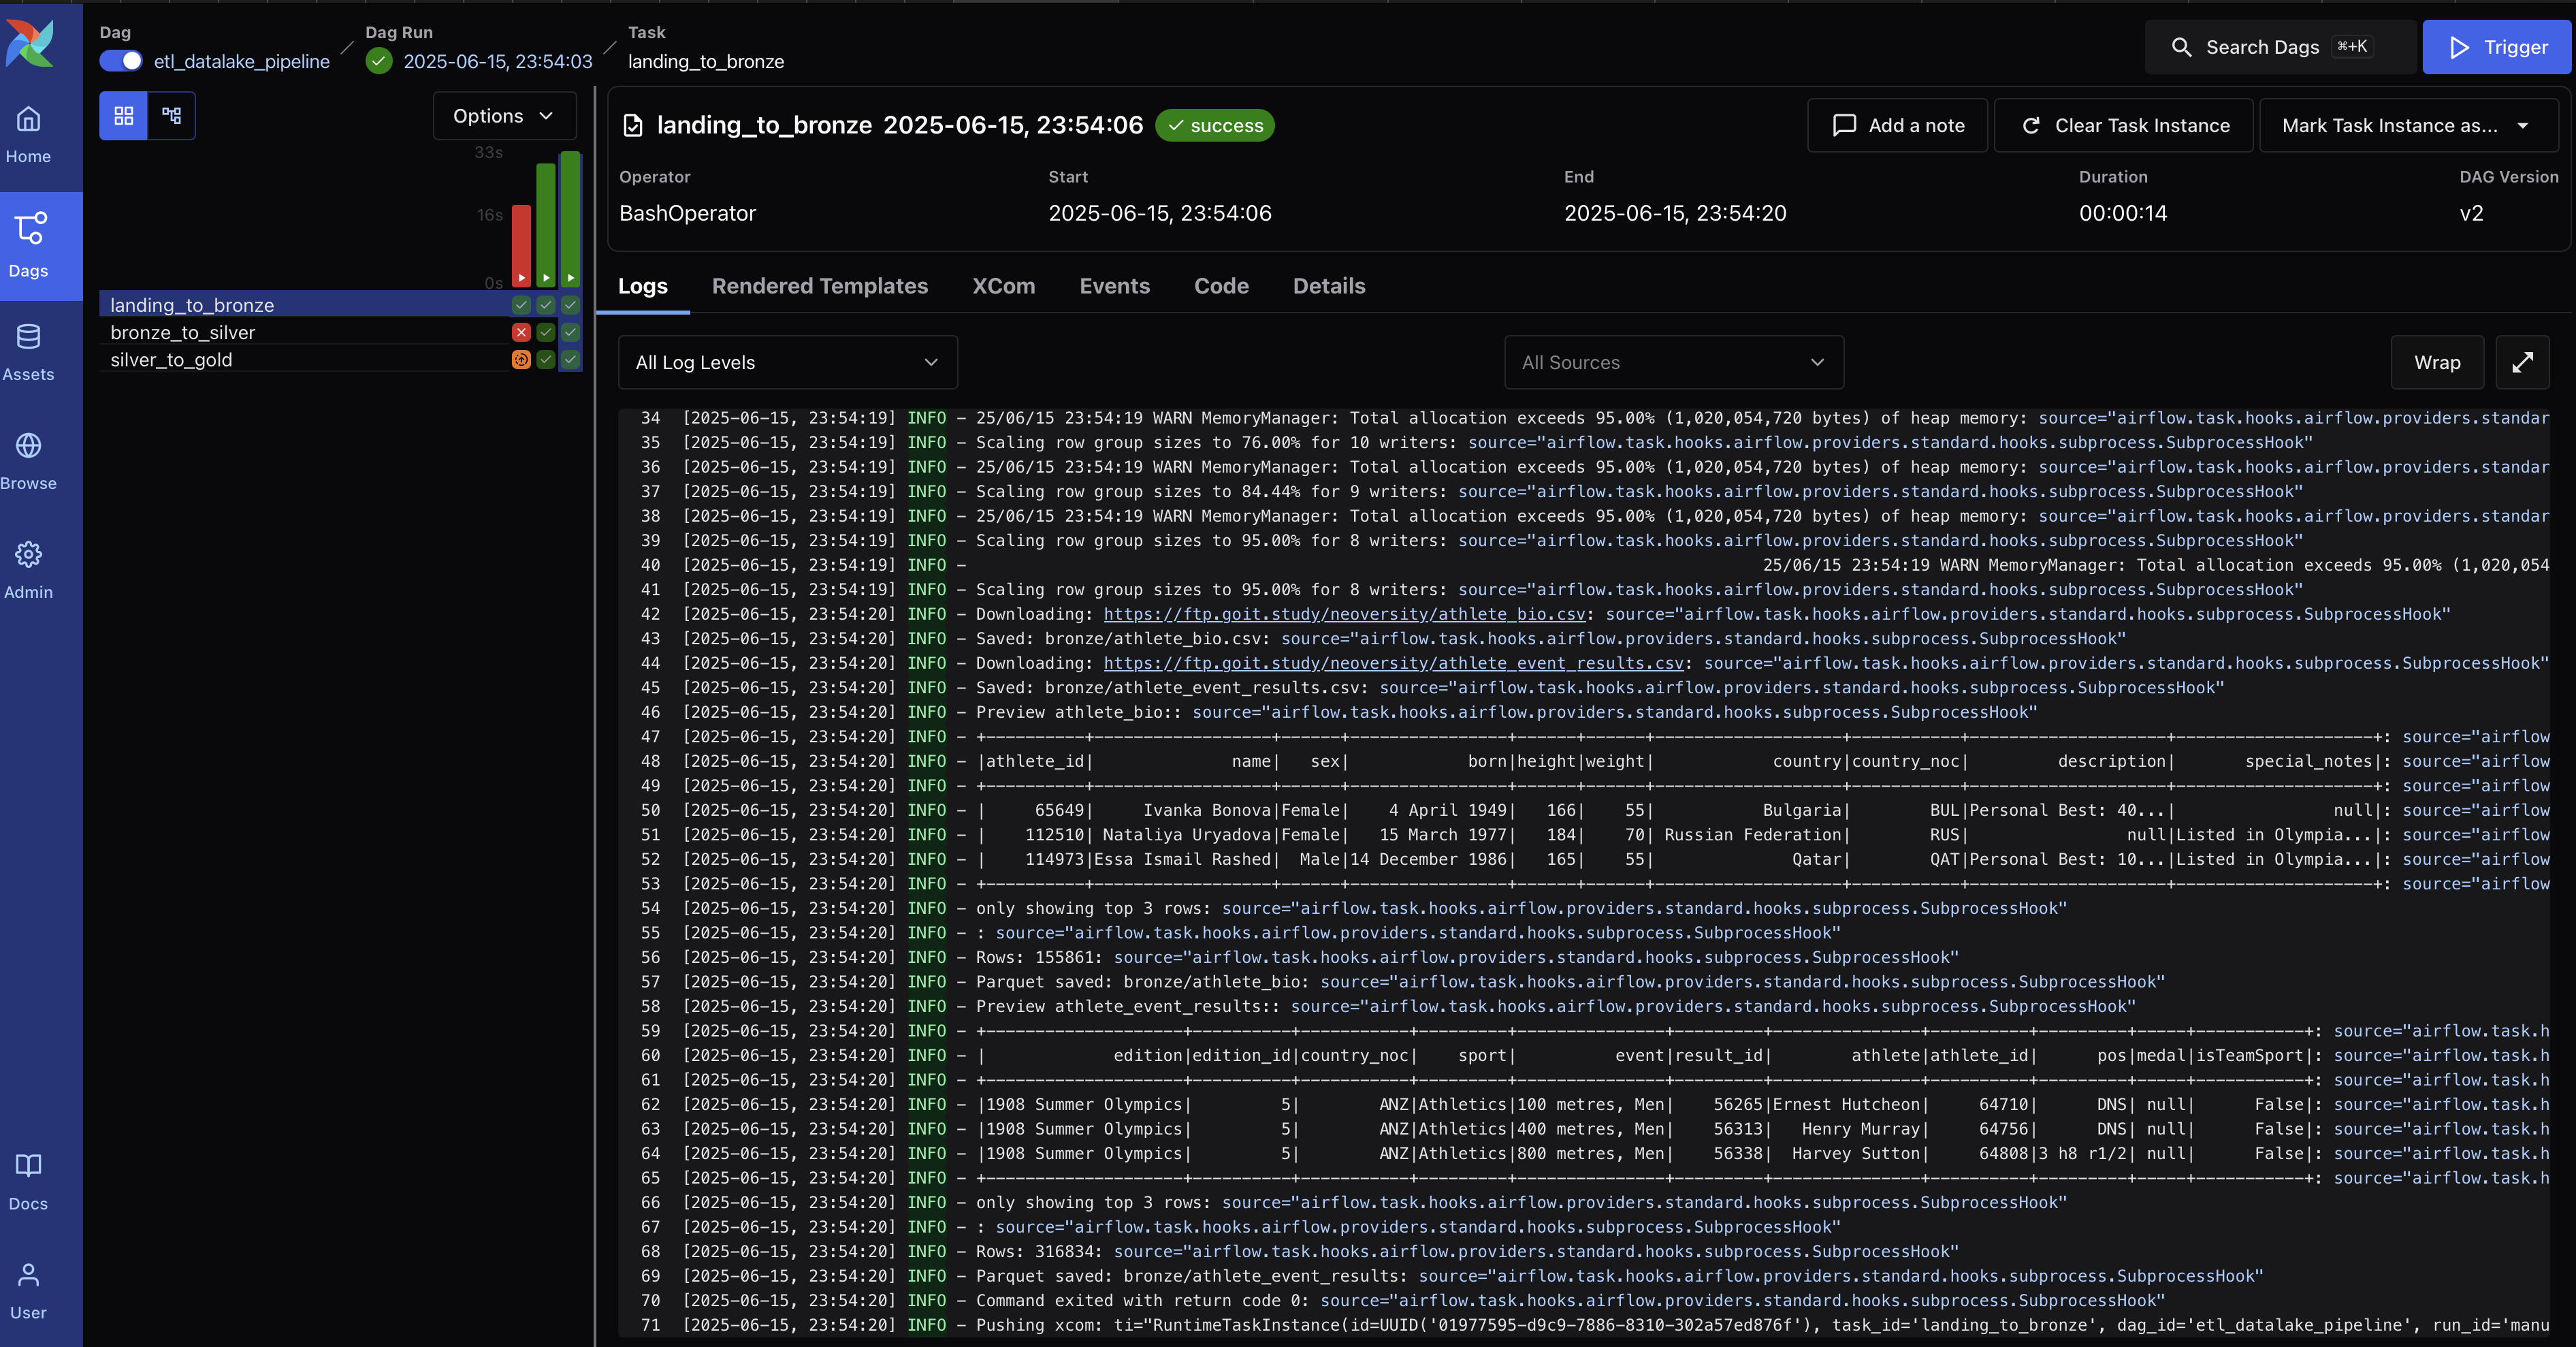 Dag
etl_datalake_pipeline
Dag Run
2025-06-15, 23:54:03
Task
landing_to_bronze
Search Dags ⌘+K
Trigger
Home
Dags
Assets
Browse
Admin
Docs
User
Options
33s
16s
0s
landing_to_bronze
bronze_to_silver
silver_to_gold
landing_to_bronze 2025-06-15, 23:54:06 success
Add a note
Clear Task Instance
Mark Task Instance as...
Operator Start End Duration DAG Version
BashOperator 2025-06-15, 23:54:06 2025-06-15, 23:54:20 00:00:14 v2
Logs Rendered Templates XCom Events Code Details
All Log Levels All Sources Wrap
34 [2025-06-15, 23:54:19] INFO - 25/06/15 23:54:19 WARN MemoryManager: Total allocation exceeds 95.00% (1,020,054,720 bytes) of heap memory: source="airflow.task.hooks.airflow.providers.standar
35 [2025-06-15, 23:54:19] INFO - Scaling row group sizes to 76.00% for 10 writers: source="airflow.task.hooks.airflow.providers.standard.hooks.subprocess.SubprocessHook"
36 [2025-06-15, 23:54:19] INFO - 25/06/15 23:54:19 WARN MemoryManager: Total allocation exceeds 95.00% (1,020,054,720 bytes) of heap memory: source="airflow.task.hooks.airflow.providers.standar
37 [2025-06-15, 23:54:19] INFO - Scaling row group sizes to 84.44% for 9 writers: source="airflow.task.hooks.airflow.providers.standard.hooks.subprocess.SubprocessHook"
38 [2025-06-15, 23:54:19] INFO - 25/06/15 23:54:19 WARN MemoryManager: Total allocation exceeds 95.00% (1,020,054,720 bytes) of heap memory: source="airflow.task.hooks.airflow.providers.standar
39 [2025-06-15, 23:54:19] INFO - Scaling row group sizes to 95.00% for 8 writers: source="airflow.task.hooks.airflow.providers.standard.hooks.subprocess.SubprocessHook"
40 [2025-06-15, 23:54:19] INFO - 25/06/15 23:54:19 WARN MemoryManager: Total allocation exceeds 95.00% (1,020,054
41 [2025-06-15, 23:54:19] INFO - Scaling row group sizes to 95.00% for 8 writers: source="airflow.task.hooks.airflow.providers.standard.hooks.subprocess.SubprocessHook"
42 [2025-06-15, 23:54:20] INFO - Downloading: https://ftp.goit.study/neoversity/athlete_bio.csv: source="airflow.task.hooks.airflow.providers.standard.hooks.subprocess.SubprocessHook"
43 [2025-06-15, 23:54:20] INFO - Saved: bronze/athlete_bio.csv: source="airflow.task.hooks.airflow.providers.standard.hooks.subprocess.SubprocessHook"
44 [2025-06-15, 23:54:20] INFO - Downloading: https://ftp.goit.study/neoversity/athlete_event_results.csv: source="airflow.task.hooks.airflow.providers.standard.hooks.subprocess.SubprocessHook"
45 [2025-06-15, 23:54:20] INFO - Saved: bronze/athlete_event_results.csv: source="airflow.task.hooks.airflow.providers.standard.hooks.subprocess.SubprocessHook"
46 [2025-06-15, 23:54:20] INFO - Preview athlete_bio:: source="airflow.task.hooks.airflow.providers.standard.hooks.subprocess.SubprocessHook"
47 [2025-06-15, 23:54:20] INFO - +----------+------------------+------+----------------+------+------+-------------------+-----------+--------------------+--------------------+: source="airflow
48 [2025-06-15, 23:54:20] INFO - |athlete_id|              name|   sex|            born|height|weight|            country|country_noc|         description|       special_notes|: source="airflow
49 [2025-06-15, 23:54:20] INFO - +----------+------------------+------+----------------+------+------+-------------------+-----------+--------------------+--------------------+: source="airflow
50 [2025-06-15, 23:54:20] INFO - |     65649|     Ivanka Bonova|Female|    4 April 1949|   166|    55|           Bulgaria|        BUL|Personal Best: 40...|                null|: source="airflow
51 [2025-06-15, 23:54:20] INFO - |    112510| Nataliya Uryadova|Female|   15 March 1977|   184|    70| Russian Federation|        RUS|                null|Listed in Olympia...|: source="airflow
52 [2025-06-15, 23:54:20] INFO - |    114973|Essa Ismail Rashed|  Male|14 December 1986|   165|    55|              Qatar|        QAT|Personal Best: 10...|Listed in Olympia...|: source="airflow
53 [2025-06-15, 23:54:20] INFO - +----------+------------------+------+----------------+------+------+-------------------+-----------+--------------------+--------------------+: source="airflow
54 [2025-06-15, 23:54:20] INFO - only showing top 3 rows: source="airflow.task.hooks.airflow.providers.standard.hooks.subprocess.SubprocessHook"
55 [2025-06-15, 23:54:20] INFO - : source="airflow.task.hooks.airflow.providers.standard.hooks.subprocess.SubprocessHook"
56 [2025-06-15, 23:54:20] INFO - Rows: 155861: source="airflow.task.hooks.airflow.providers.standard.hooks.subprocess.SubprocessHook"
57 [2025-06-15, 23:54:20] INFO - Parquet saved: bronze/athlete_bio: source="airflow.task.hooks.airflow.providers.standard.hooks.subprocess.SubprocessHook"
58 [2025-06-15, 23:54:20] INFO - Preview athlete_event_results:: source="airflow.task.hooks.airflow.providers.standard.hooks.subprocess.SubprocessHook"
59 [2025-06-15, 23:54:20] INFO - +--------------------+----------+-----------+---------+---------------+---------+---------------+----------+---------+-----+-----------+: source="airflow.task.h
60 [2025-06-15, 23:54:20] INFO - |             edition|edition_id|country_noc|    sport|          event|result_id|        athlete|athlete_id|      pos|medal|isTeamSport|: source="airflow.task.h
61 [2025-06-15, 23:54:20] INFO - +--------------------+----------+-----------+---------+---------------+---------+---------------+----------+---------+-----+-----------+: source="airflow.task.h
62 [2025-06-15, 23:54:20] INFO - |1908 Summer Olympics|         5|        ANZ|Athletics|100 metres, Men|    56265|Ernest Hutcheon|     64710|      DNS| null|      False|: source="airflow.task.h
63 [2025-06-15, 23:54:20] INFO - |1908 Summer Olympics|         5|        ANZ|Athletics|400 metres, Men|    56313|   Henry Murray|     64756|      DNS| null|      False|: source="airflow.task.h
64 [2025-06-15, 23:54:20] INFO - |1908 Summer Olympics|         5|        ANZ|Athletics|800 metres, Men|    56338|  Harvey Sutton|     64808|3 h8 r1/2| null|      False|: source="airflow.task.h
65 [2025-06-15, 23:54:20] INFO - +--------------------+----------+-----------+---------+---------------+---------+---------------+----------+---------+-----+-----------+: source="airflow.task.h
66 [2025-06-15, 23:54:20] INFO - only showing top 3 rows: source="airflow.task.hooks.airflow.providers.standard.hooks.subprocess.SubprocessHook"
67 [2025-06-15, 23:54:20] INFO - : source="airflow.task.hooks.airflow.providers.standard.hooks.subprocess.SubprocessHook"
68 [2025-06-15, 23:54:20] INFO - Rows: 316834: source="airflow.task.hooks.airflow.providers.standard.hooks.subprocess.SubprocessHook"
69 [2025-06-15, 23:54:20] INFO - Parquet saved: bronze/athlete_event_results: source="airflow.task.hooks.airflow.providers.standard.hooks.subprocess.SubprocessHook"
70 [2025-06-15, 23:54:20] INFO - Command exited with return code 0: source="airflow.task.hooks.airflow.providers.standard.hooks.subprocess.SubprocessHook"
71 [2025-06-15, 23:54:20] INFO - Pushing xcom: ti="RuntimeTaskInstance(id=UUID('01977595-d9c9-7886-8310-302a57ed876f'), task_id='landing_to_bronze', dag_id='etl_datalake_pipeline', run_id='manu